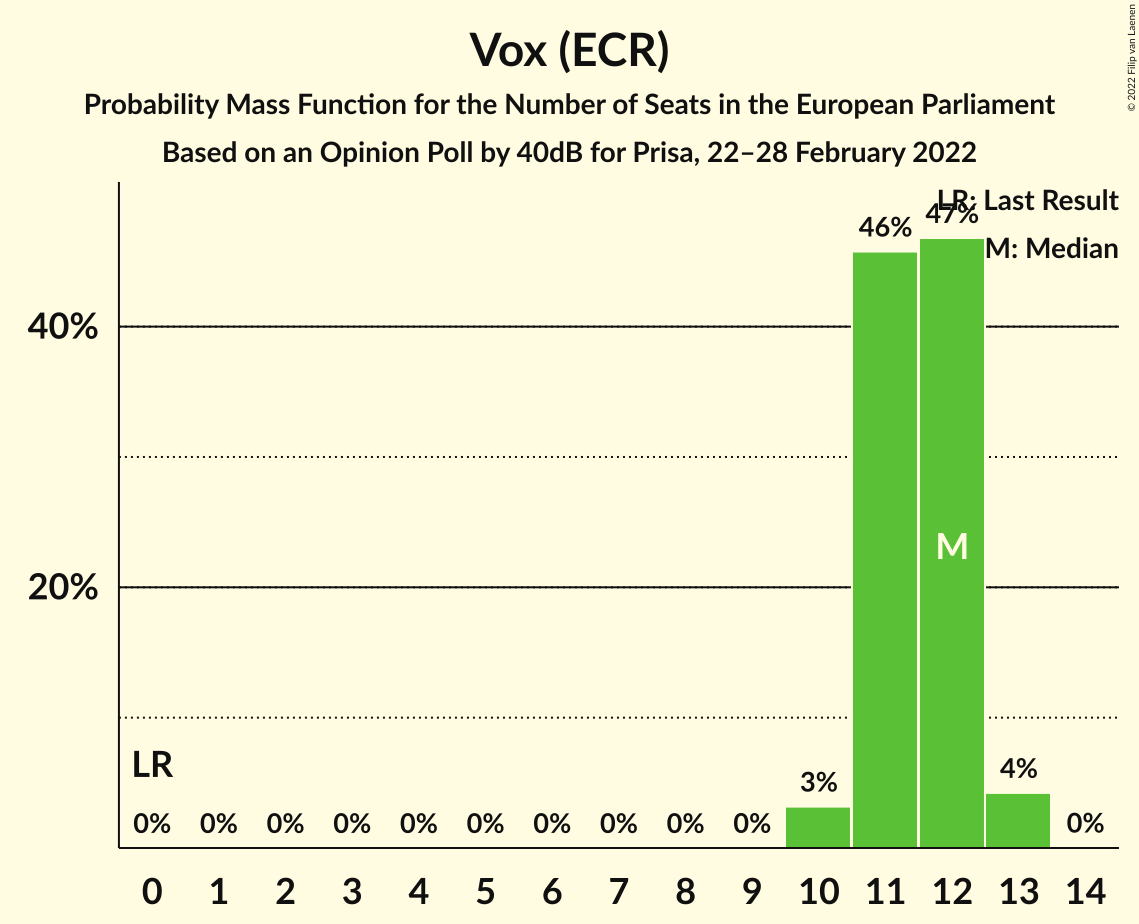 Vox (ECR)
Probability Mass Function for the Number of Seats in the European Parliament
Based on an Opinion Poll by 40dB for Prisa, 22–28 February 2022
© 2022 Filip van Laenen
LR: Last Result
M: Median
46% 47%
40%
20%
M
LR
0% 0% 0% 0% 0% 0% 0% 0% 0% 0% 3% 4% 0%
0 1 2 3 4 5 6 7 8 9 10 11 12 13 14